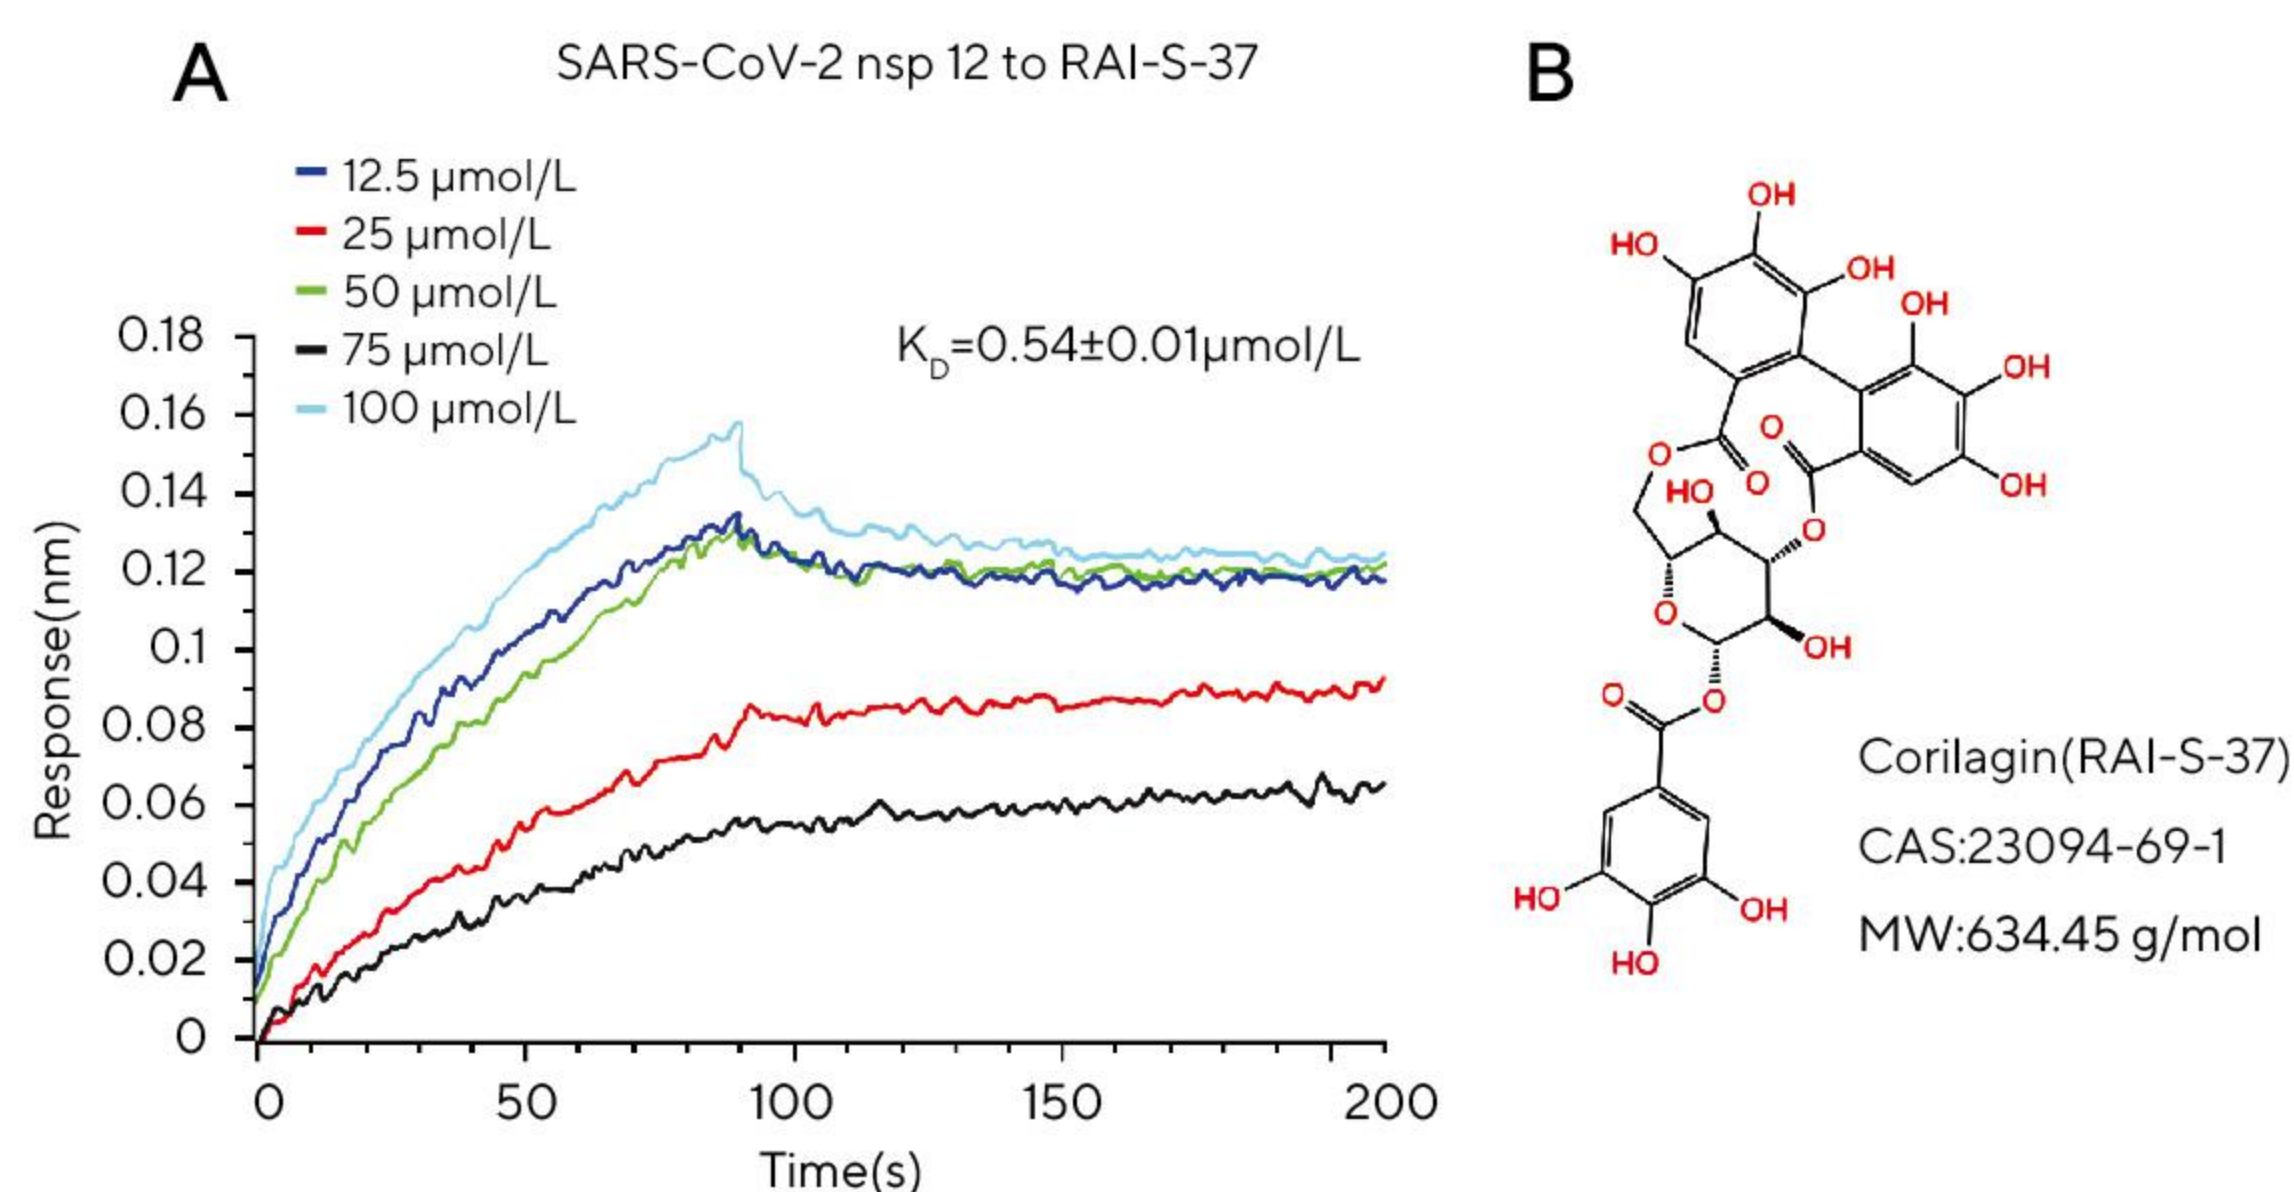 A
SARS-CoV-2 nsp 12 to RAI-S-37
12.5 µmol/L
25 µmol/L
50 µmol/L
75 µmol/L
100 µmol/L
K_D=0.54±0.01µmol/L
Response(nm)
0.18
0.16
0.14
0.12
0.1
0.08
0.06
0.04
0.02
0
0 50 100 150 200
Time(s)
B
OH
HO
OH
OH
OH
O
O
O
HO
O
OH
O
O
OH
O
O
Corilagin(RAI-S-37)
CAS:23094-69-1
HO
OH
MW:634.45 g/mol
HO